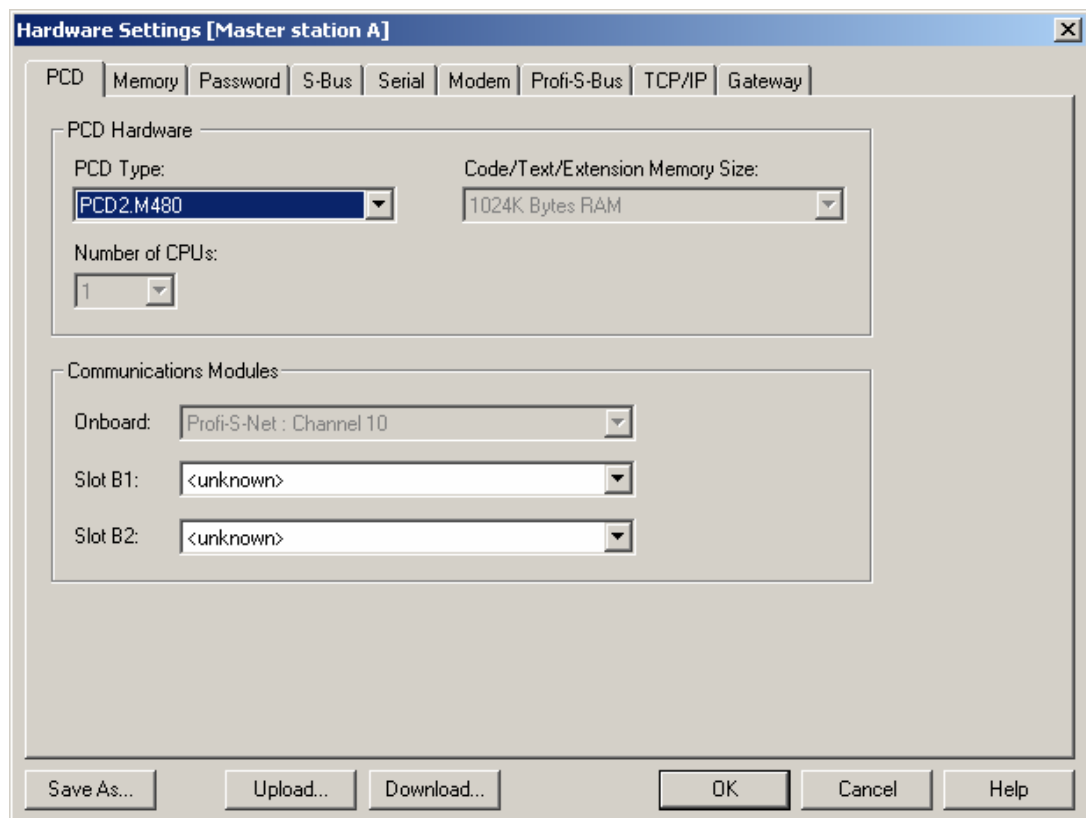 Hardware Settings [Master station A]
PCD Memory Password S-Bus Serial Modem Profi-S-Bus TCP/IP Gateway
PCD Hardware
PCD Type: Code/Text/Extension Memory Size:
PCD2.M480 1024K Bytes RAM
Number of CPUs:
1
Communications Modules
Onboard: Profi-S-Net : Channel 10
Slot B1: <unknown>
Slot B2: <unknown>
Save As... Upload... Download... OK Cancel Help